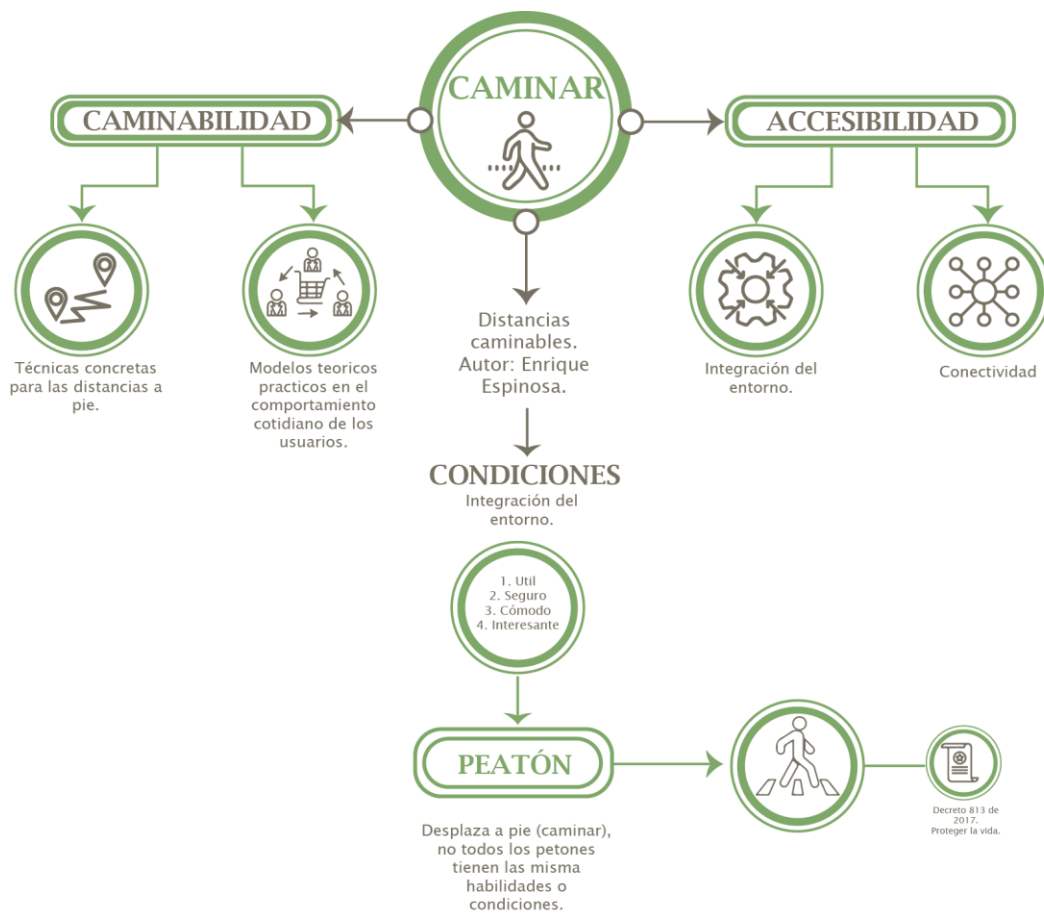 CAMINAR
CAMINABILIDAD
ACCESIBILIDAD
Técnicas concretas
para las distancias a
pie.
Modelos teoricos
practicos en el
comportamiento
cotidiano de los
usuarios.
Distancias
caminables.
Autor: Enrique
Espinosa.
Integración del
entorno.
Conectividad
CONDICIONES
Integración del
entorno.
1. Util
2. Seguro
3. Cómodo
4. Interesante
PEATÓN
Desplaza a pie (caminar),
no todos los petones
tienen las misma
habilidades o
condiciones.
Decreto 813 de
2017.
Proteger la vida.